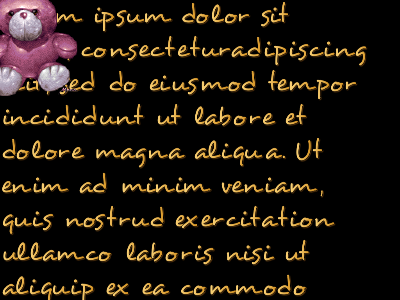 m ipsum dolor sit
consecteturadipiscing
sed do eiusmod tempor
incididunt ut labore et
dolore magna aliqua. Ut
enim ad minim veniam,
quis nostrud exercitation
ullamco laboris nisi ut
aliquip ex ea commodo